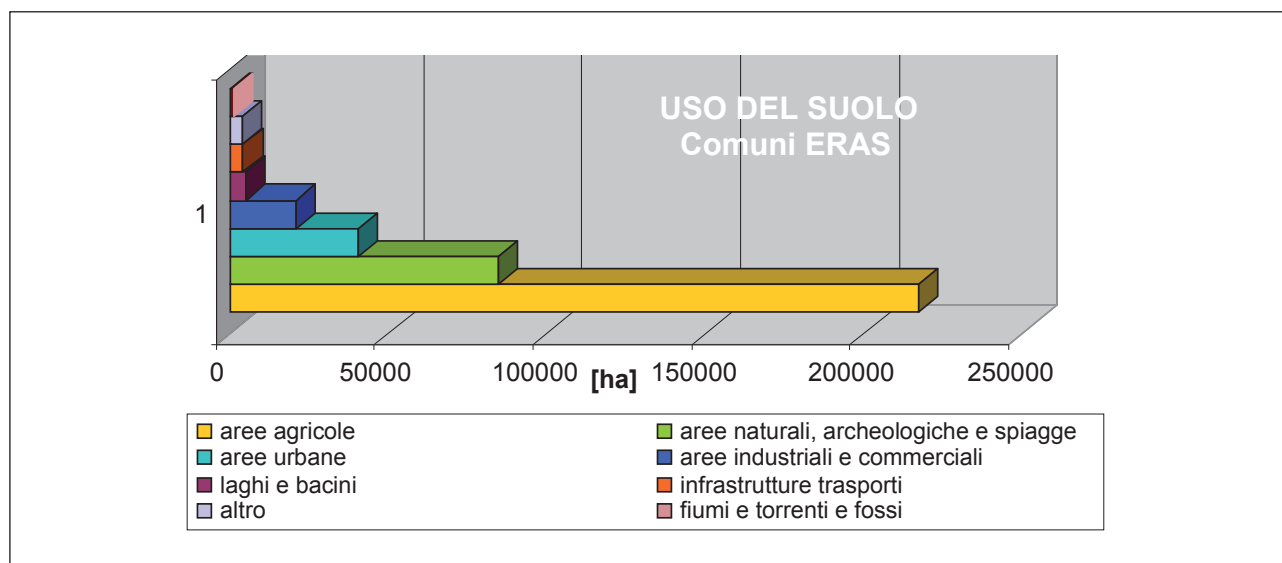 USO DEL SUOLO
Comuni ERAS
1
0 50000 100000 [ha] 150000 200000 250000
aree agricole aree naturali, archeologiche e spiagge
aree urbane aree industriali e commerciali
laghi e bacini infrastrutture trasporti
altro fiumi e torrenti e fossi